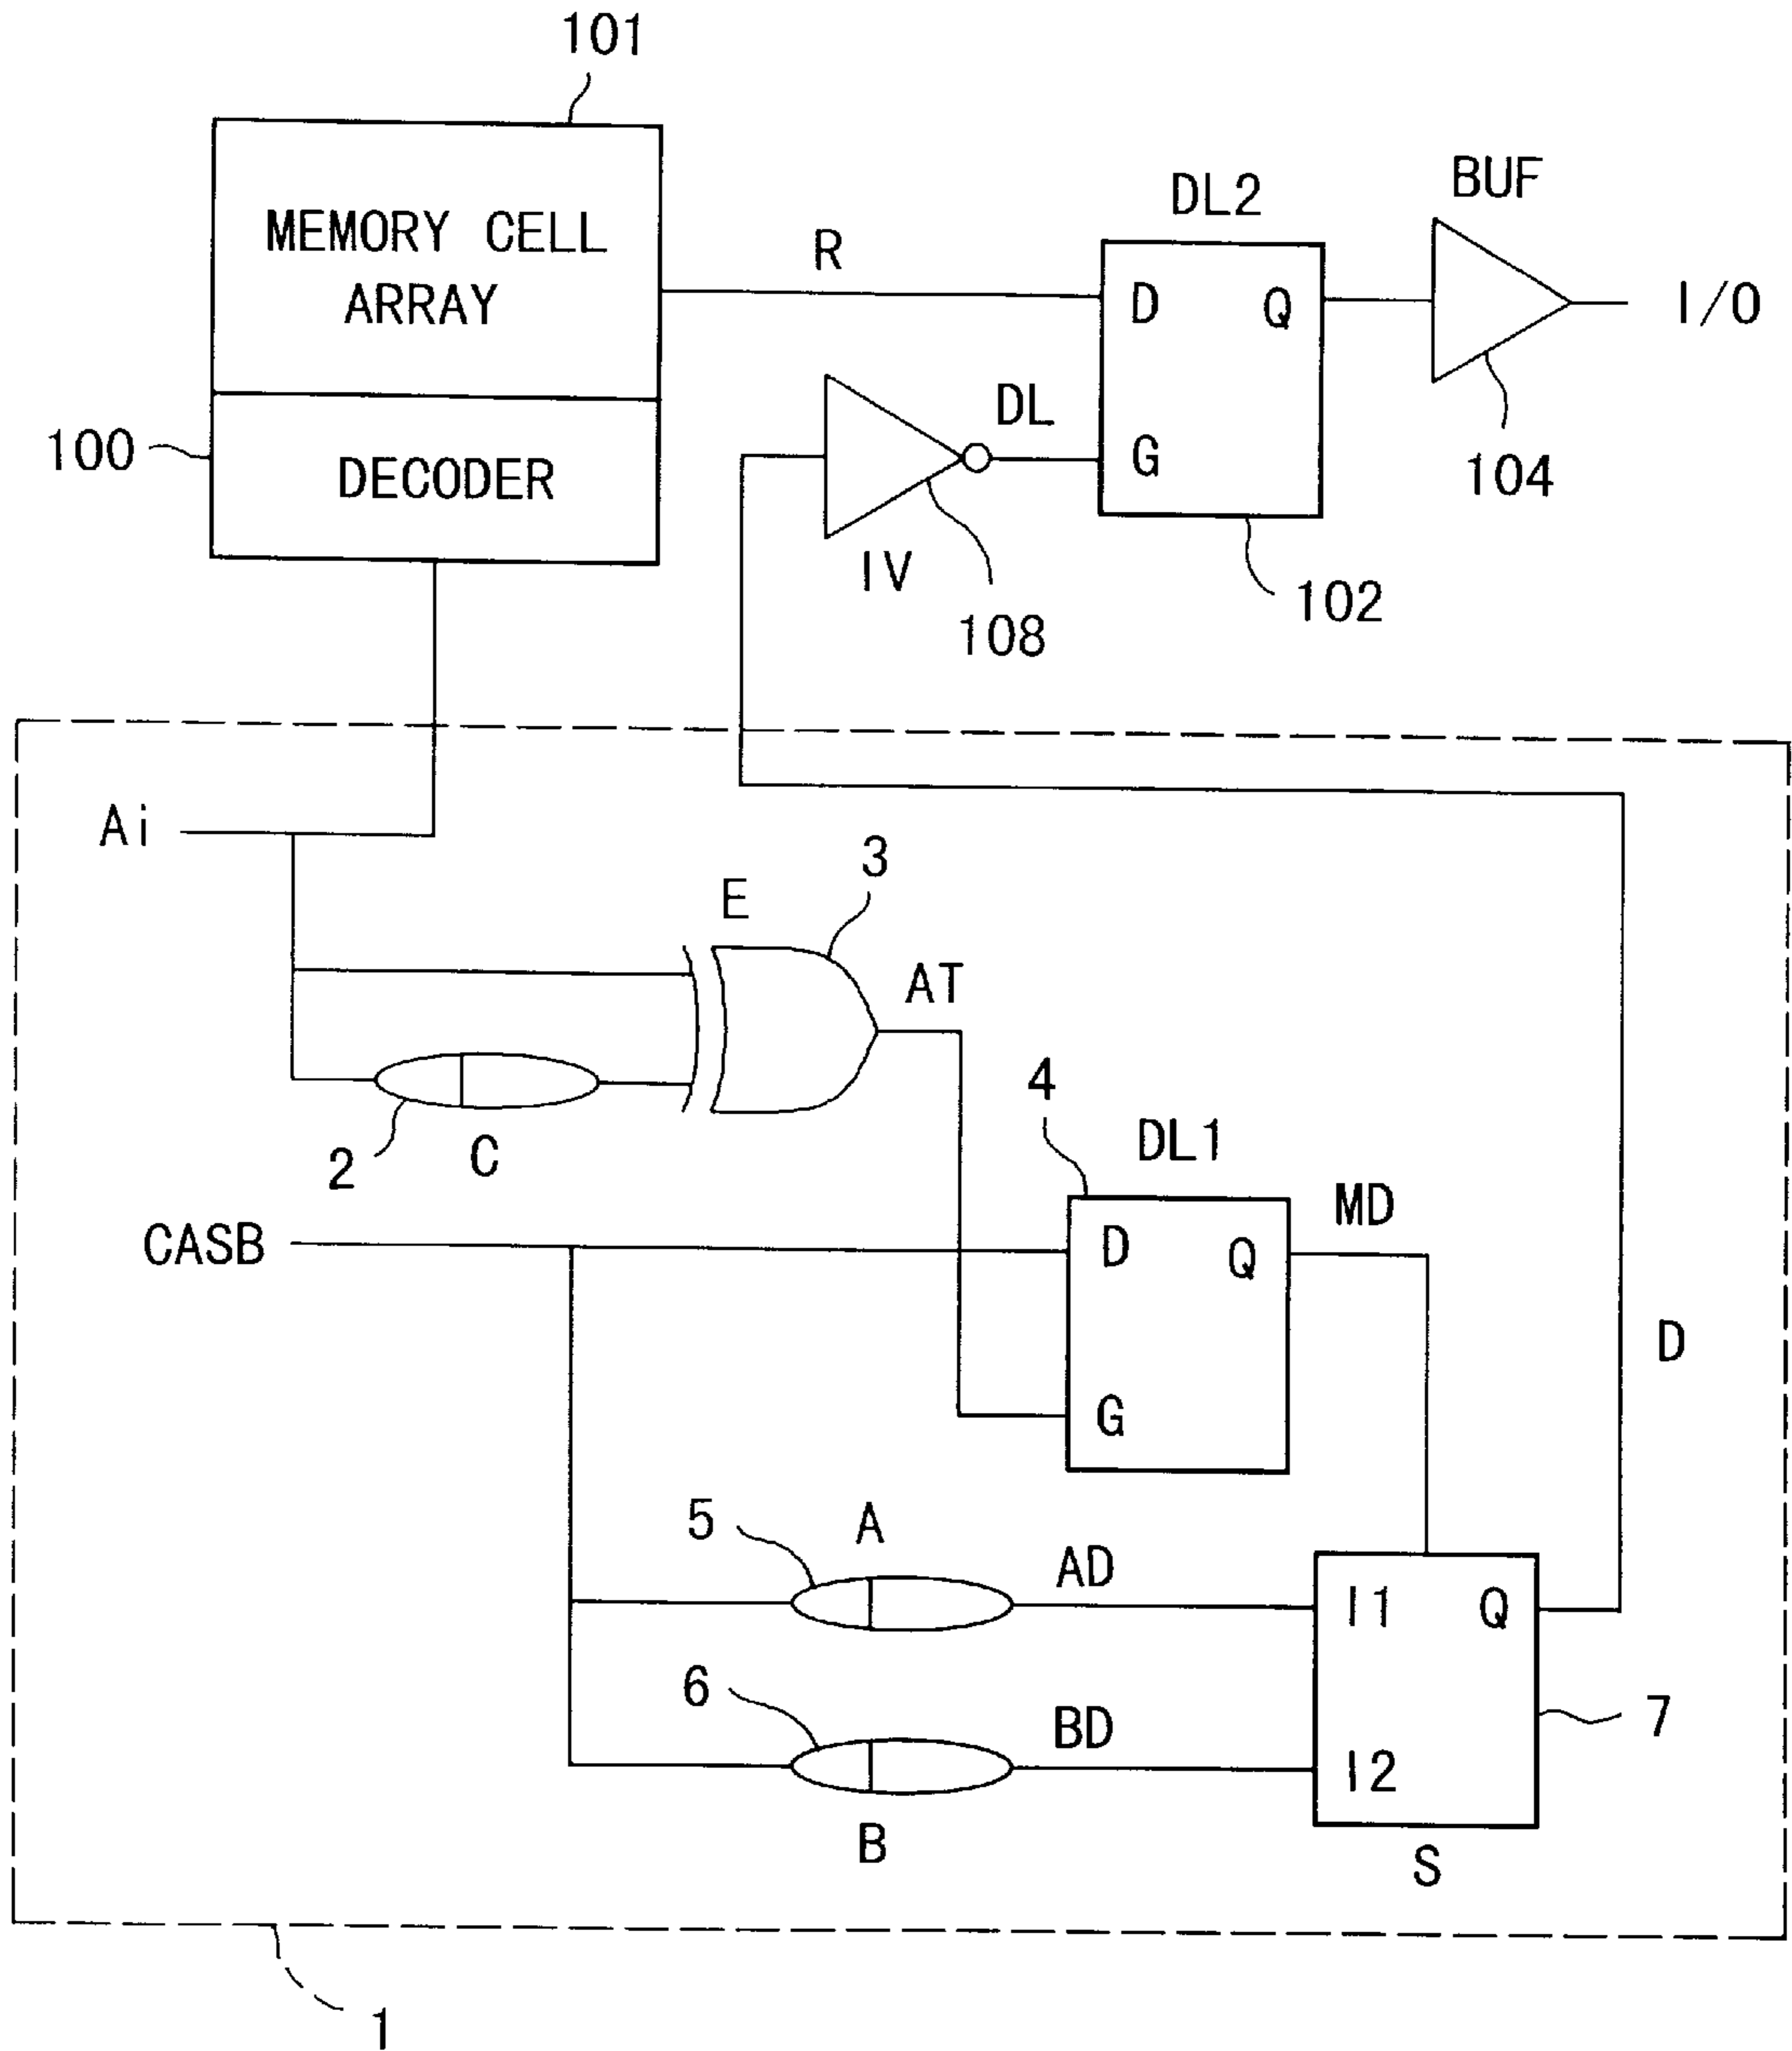 101
MEMORY CELL
ARRAY
R
DL2
BUF
D
Q
I/O
100
DECODER
DL
G
104
IV
108
102
Ai
E
3
AT
2
C
4
DL1
CASB
D
Q
MD
G
D
5
A
AD
I1
Q
6
BD
7
I2
B
S
1